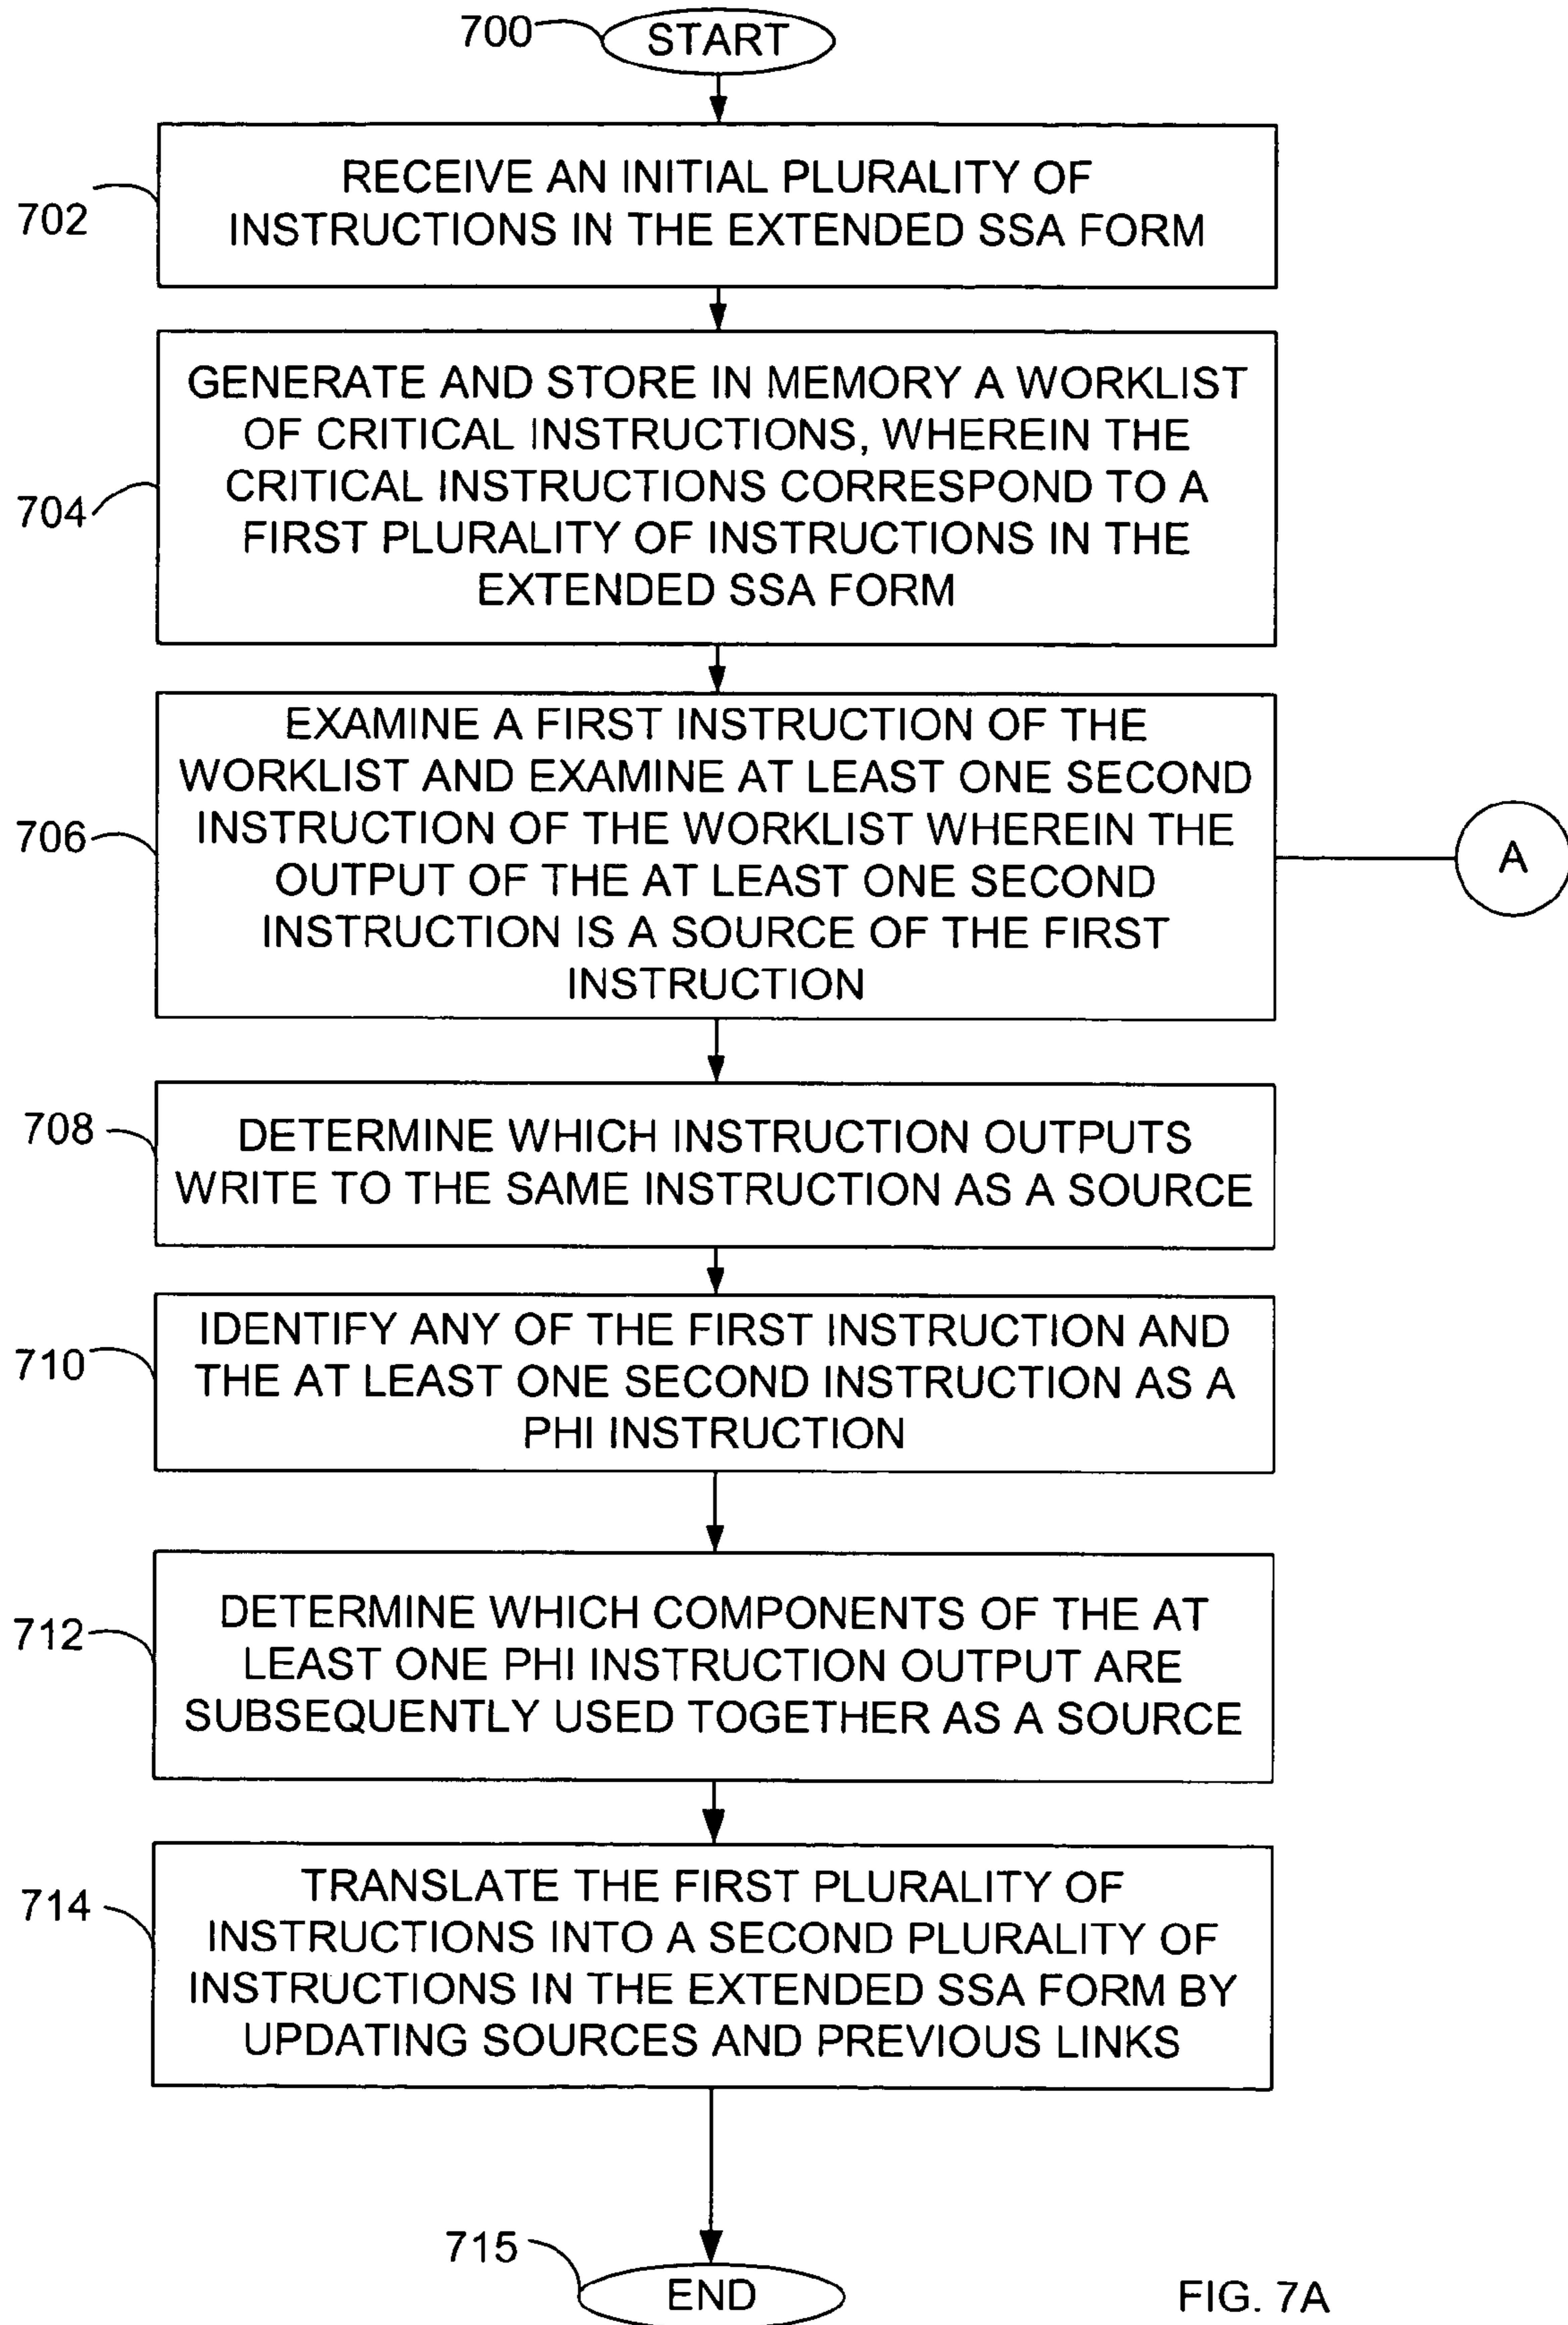 700
START
702
RECEIVE AN INITIAL PLURALITY OF
INSTRUCTIONS IN THE EXTENDED SSA FORM
704
GENERATE AND STORE IN MEMORY A WORKLIST
OF CRITICAL INSTRUCTIONS, WHEREIN THE
CRITICAL INSTRUCTIONS CORRESPOND TO A
FIRST PLURALITY OF INSTRUCTIONS IN THE
EXTENDED SSA FORM
706
EXAMINE A FIRST INSTRUCTION OF THE
WORKLIST AND EXAMINE AT LEAST ONE SECOND
INSTRUCTION OF THE WORKLIST WHEREIN THE
OUTPUT OF THE AT LEAST ONE SECOND
INSTRUCTION IS A SOURCE OF THE FIRST
INSTRUCTION
A
708
DETERMINE WHICH INSTRUCTION OUTPUTS
WRITE TO THE SAME INSTRUCTION AS A SOURCE
710
IDENTIFY ANY OF THE FIRST INSTRUCTION AND
THE AT LEAST ONE SECOND INSTRUCTION AS A
PHI INSTRUCTION
712
DETERMINE WHICH COMPONENTS OF THE AT
LEAST ONE PHI INSTRUCTION OUTPUT ARE
SUBSEQUENTLY USED TOGETHER AS A SOURCE
714
TRANSLATE THE FIRST PLURALITY OF
INSTRUCTIONS INTO A SECOND PLURALITY OF
INSTRUCTIONS IN THE EXTENDED SSA FORM BY
UPDATING SOURCES AND PREVIOUS LINKS
715
END
FIG. 7A